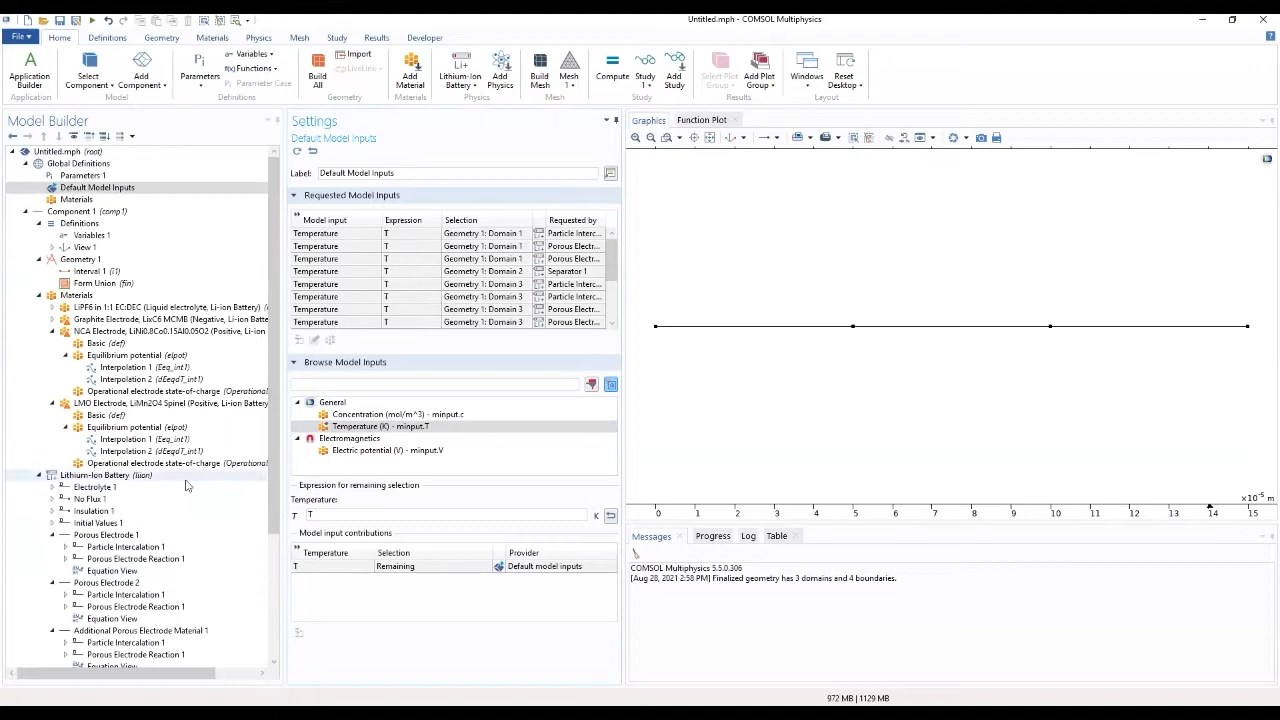 Untitled.mph - COMSOL Multiphysics
File
Home
Definitions
Geometry
Materials
Physics
Mesh
Study
Results
Developer
Application Builder
Application
Select Component
Add Component
Model
Pi
Parameters
a= Variables
f(x) Functions
Pi Parameter Case
Definitions
Build All
Import
LiveLink
Geometry
Add Material
Materials
Lithium-Ion Battery
Add Physics
Physics
Build Mesh
Mesh 1
Mesh
Compute
Study 1
Add Study
Study
Select Plot Group
Add Plot Group
Results
Windows
Reset Desktop
Layout
Model Builder
Untitled.mph (root)
Global Definitions
Pi Parameters 1
Default Model Inputs
Materials
Component 1 (comp1)
Definitions
a= Variables 1
View 1
Geometry 1
Interval 1 (i1)
Form Union (fin)
Materials
LiPF6 in 1:1 EC:DEC (Liquid electrolyte, Li-ion Battery) (
Graphite Electrode, LixC6 MCMB (Negative, Li-ion Batte
NCA Electrode, LiNi0.8Co0.15Al0.05O2 (Positive, Li-ion
Basic (def)
Equilibrium potential (elpot)
Interpolation 1 (Eeq_int1)
Interpolation 2 (dEeqdT_int1)
Operational electrode state-of-charge (Operational
LMO Electrode, LiMn2O4 Spinel (Positive, Li-ion Battery
Basic (def)
Equilibrium potential (elpot)
Interpolation 1 (Eeq_int1)
Interpolation 2 (dEeqdT_int1)
Operational electrode state-of-charge (Operational
Lithium-Ion Battery (liion)
Electrolyte 1
No Flux 1
Insulation 1
Initial Values 1
Porous Electrode 1
Particle Intercalation 1
Porous Electrode Reaction 1
Equation View
Porous Electrode 2
Particle Intercalation 1
Porous Electrode Reaction 1
Equation View
Additional Porous Electrode Material 1
Particle Intercalation 1
Porous Electrode Reaction 1
Equation View
Settings
Default Model Inputs
Label: Default Model Inputs
Requested Model Inputs
Model input Expression Selection Requested by
Temperature T Geometry 1: Domain 1 Particle Interc...
Temperature T Geometry 1: Domain 1 Porous Electr...
Temperature T Geometry 1: Domain 1 Porous Electr...
Temperature T Geometry 1: Domain 2 Separator 1
Temperature T Geometry 1: Domain 3 Particle Interc...
Temperature T Geometry 1: Domain 3 Porous Electr...
Temperature T Geometry 1: Domain 3 Porous Electr...
Temperature T Geometry 1: Domain 3 Porous Electr...
Browse Model Inputs
General
Concentration (mol/m^3) - minput.c
Temperature (K) - minput.T
Electromagnetics
Electric potential (V) - minput.V
Expression for remaining selection
Temperature:
T T K
Model input contributions
Temperature Selection Provider
T Remaining Default model inputs
Graphics
Function Plot
×10⁻⁵ m
0 1 2 3 4 5 6 7 8 9 10 11 12 13 14 15
Messages
Progress
Log
Table
COMSOL Multiphysics 5.5.0.306
[Aug 28, 2021 2:58 PM] Finalized geometry has 3 domains and 4 boundaries.
972 MB | 1129 MB